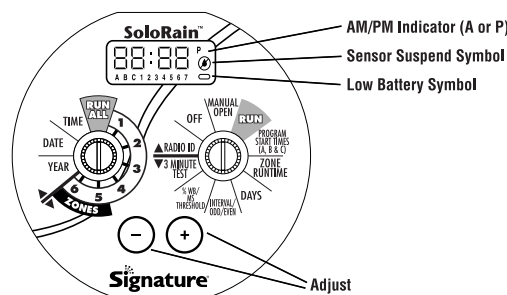 SoloRain™
AM/PM Indicator (A or P)
88:88 P
Sensor Suspend Symbol
A B C 1 2 3 4 5 6 7
Low Battery Symbol
RUN ALL
TIME
DATE
YEAR
1
2
3
4
5
6
ZONES
OFF
MANUAL OPEN
RUN
PROGRAM START TIMES (A, B & C)
ZONE RUNTIME
DAYS
INTERVAL/ODD/EVEN
% WB/MS THRESHOLD
▲RADIO ID
▼3 MINUTE TEST
− +
Signature
Adjust